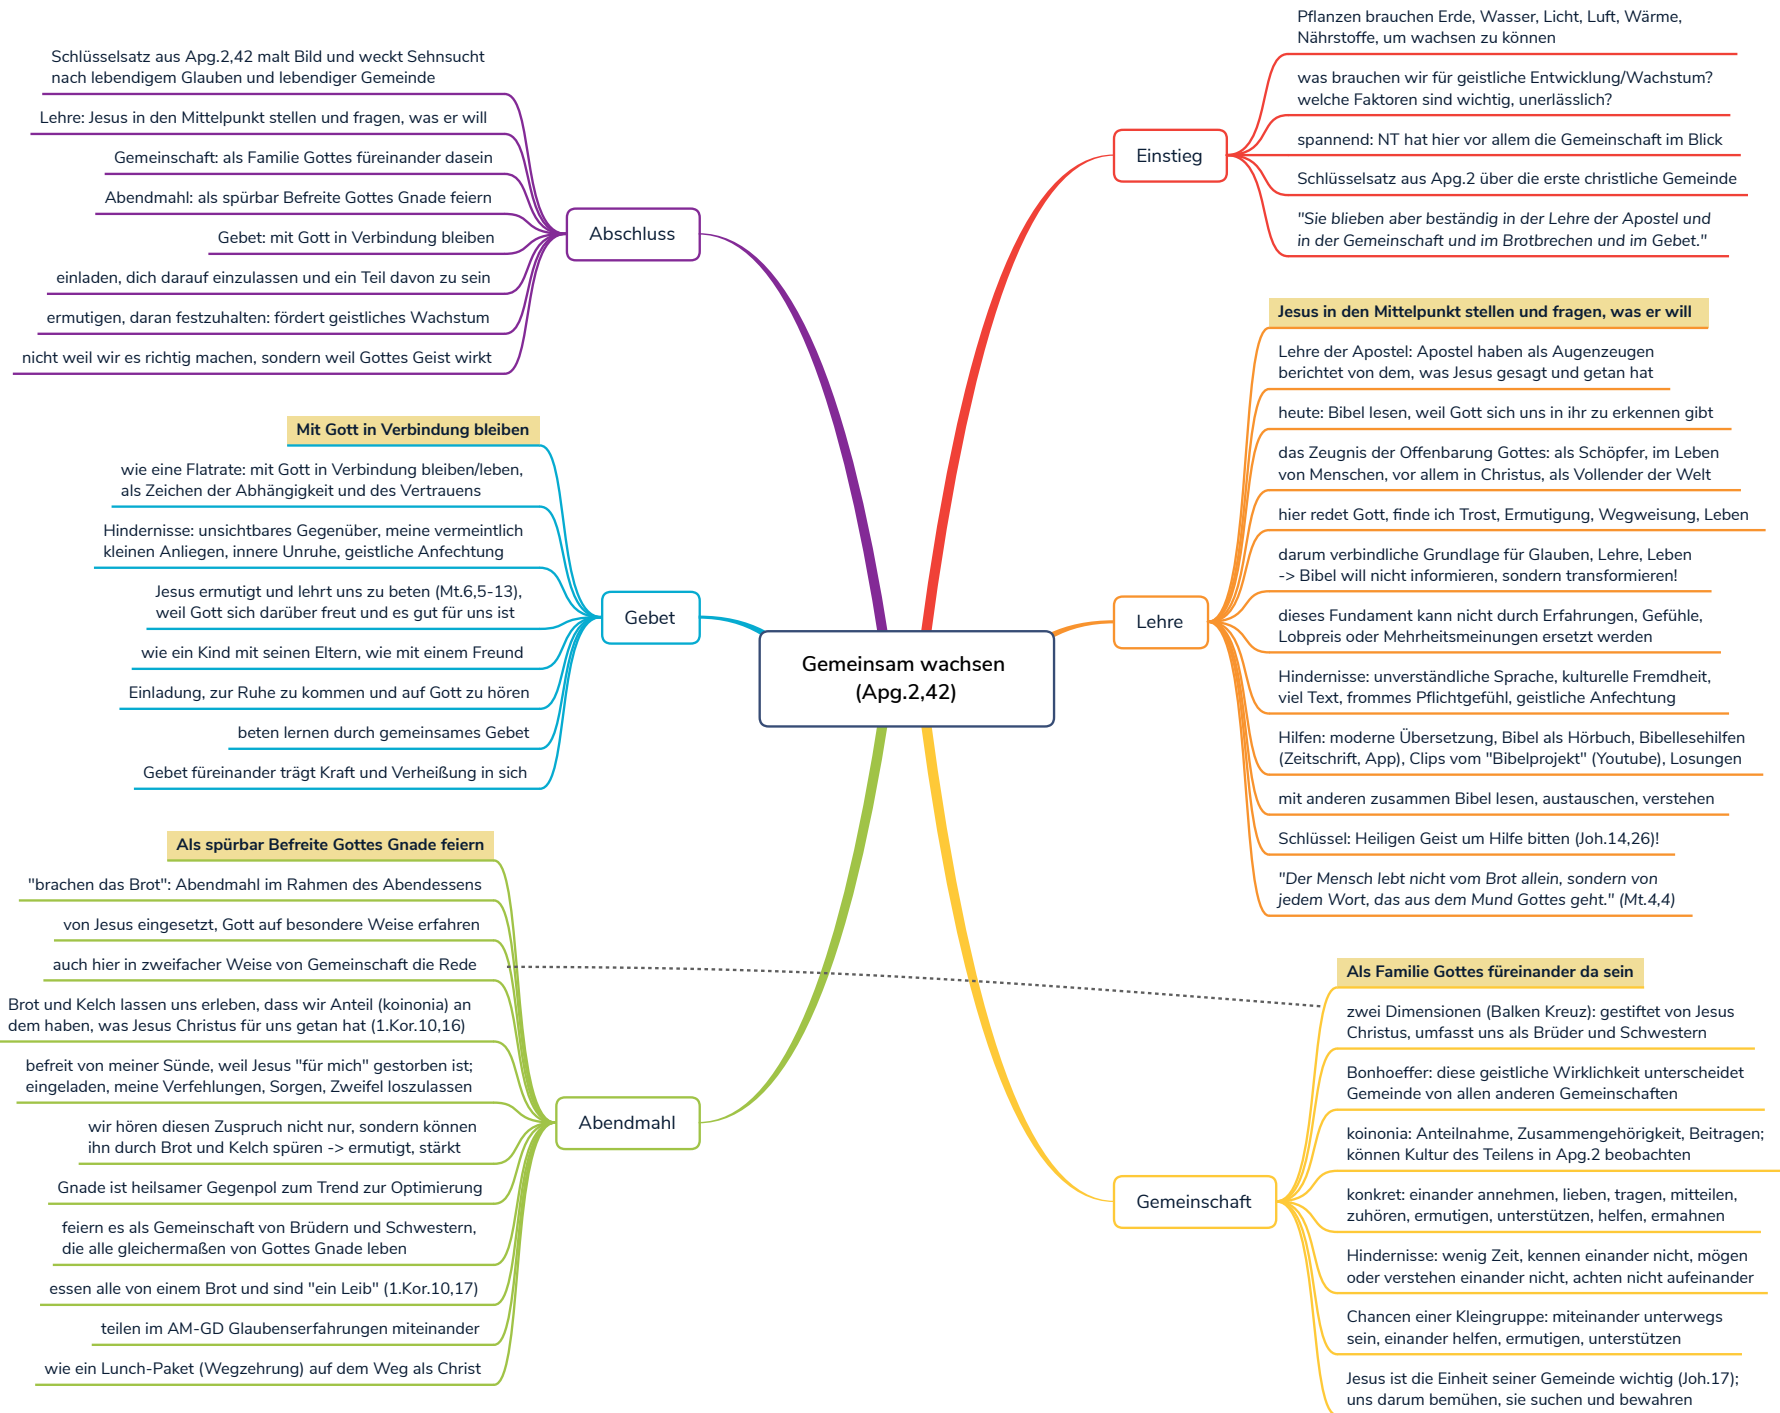 Gemeinsam wachsen
(Apg.2,42)
Einstieg
Pflanzen brauchen Erde, Wasser, Licht, Luft, Wärme,
Nährstoffe, um wachsen zu können
was brauchen wir für geistliche Entwicklung/Wachstum?
welche Faktoren sind wichtig, unerlässlich?
spannend: NT hat hier vor allem die Gemeinschaft im Blick
Schlüsselsatz aus Apg.2 über die erste christliche Gemeinde
"Sie blieben aber beständig in der Lehre der Apostel und
in der Gemeinschaft und im Brotbrechen und im Gebet."
Lehre
Jesus in den Mittelpunkt stellen und fragen, was er will
Lehre der Apostel: Apostel haben als Augenzeugen
berichtet von dem, was Jesus gesagt und getan hat
heute: Bibel lesen, weil Gott sich uns in ihr zu erkennen gibt
das Zeugnis der Offenbarung Gottes: als Schöpfer, im Leben
von Menschen, vor allem in Christus, als Vollender der Welt
hier redet Gott, finde ich Trost, Ermutigung, Wegweisung, Leben
darum verbindliche Grundlage für Glauben, Lehre, Leben
-> Bibel will nicht informieren, sondern transformieren!
dieses Fundament kann nicht durch Erfahrungen, Gefühle,
Lobpreis oder Mehrheitsmeinungen ersetzt werden
Hindernisse: unverständliche Sprache, kulturelle Fremdheit,
viel Text, frommes Pflichtgefühl, geistliche Anfechtung
Hilfen: moderne Übersetzung, Bibel als Hörbuch, Bibellesehilfen
(Zeitschrift, App), Clips vom "Bibelprojekt" (Youtube), Losungen
mit anderen zusammen Bibel lesen, austauschen, verstehen
Schlüssel: Heiligen Geist um Hilfe bitten (Joh.14,26)!
"Der Mensch lebt nicht vom Brot allein, sondern von
jedem Wort, das aus dem Mund Gottes geht." (Mt.4,4)
Gemeinschaft
Als Familie Gottes füreinander da sein
zwei Dimensionen (Balken Kreuz): gestiftet von Jesus
Christus, umfasst uns als Brüder und Schwestern
Bonhoeffer: diese geistliche Wirklichkeit unterscheidet
Gemeinde von allen anderen Gemeinschaften
koinonia: Anteilnahme, Zusammengehörigkeit, Beitragen;
können Kultur des Teilens in Apg.2 beobachten
konkret: einander annehmen, lieben, tragen, mitteilen,
zuhören, ermutigen, unterstützen, helfen, ermahnen
Hindernisse: wenig Zeit, kennen einander nicht, mögen
oder verstehen einander nicht, achten nicht aufeinander
Chancen einer Kleingruppe: miteinander unterwegs
sein, einander helfen, ermutigen, unterstützen
Jesus ist die Einheit seiner Gemeinde wichtig (Joh.17);
uns darum bemühen, sie suchen und bewahren
Abendmahl
Als spürbar Befreite Gottes Gnade feiern
"brachen das Brot": Abendmahl im Rahmen des Abendessens
von Jesus eingesetzt, Gott auf besondere Weise erfahren
auch hier in zweifacher Weise von Gemeinschaft die Rede
Brot und Kelch lassen uns erleben, dass wir Anteil (koinonia) an
dem haben, was Jesus Christus für uns getan hat (1.Kor.10,16)
befreit von meiner Sünde, weil Jesus "für mich" gestorben ist;
eingeladen, meine Verfehlungen, Sorgen, Zweifel loszulassen
wir hören diesen Zuspruch nicht nur, sondern können
ihn durch Brot und Kelch spüren -> ermutigt, stärkt
Gnade ist heilsamer Gegenpol zum Trend zur Optimierung
feiern es als Gemeinschaft von Brüdern und Schwestern,
die alle gleichermaßen von Gottes Gnade leben
essen alle von einem Brot und sind "ein Leib" (1.Kor.10,17)
teilen im AM-GD Glaubenserfahrungen miteinander
wie ein Lunch-Paket (Wegzehrung) auf dem Weg als Christ
Gebet
Mit Gott in Verbindung bleiben
wie eine Flatrate: mit Gott in Verbindung bleiben/leben,
als Zeichen der Abhängigkeit und des Vertrauens
Hindernisse: unsichtbares Gegenüber, meine vermeintlich
kleinen Anliegen, innere Unruhe, geistliche Anfechtung
Jesus ermutigt und lehrt uns zu beten (Mt.6,5-13),
weil Gott sich darüber freut und es gut für uns ist
wie ein Kind mit seinen Eltern, wie mit einem Freund
Einladung, zur Ruhe zu kommen und auf Gott zu hören
beten lernen durch gemeinsames Gebet
Gebet füreinander trägt Kraft und Verheißung in sich
Abschluss
Schlüsselsatz aus Apg.2,42 malt Bild und weckt Sehnsucht
nach lebendigem Glauben und lebendiger Gemeinde
Lehre: Jesus in den Mittelpunkt stellen und fragen, was er will
Gemeinschaft: als Familie Gottes füreinander dasein
Abendmahl: als spürbar Befreite Gottes Gnade feiern
Gebet: mit Gott in Verbindung bleiben
einladen, dich darauf einzulassen und ein Teil davon zu sein
ermutigen, daran festzuhalten: fördert geistliches Wachstum
nicht weil wir es richtig machen, sondern weil Gottes Geist wirkt